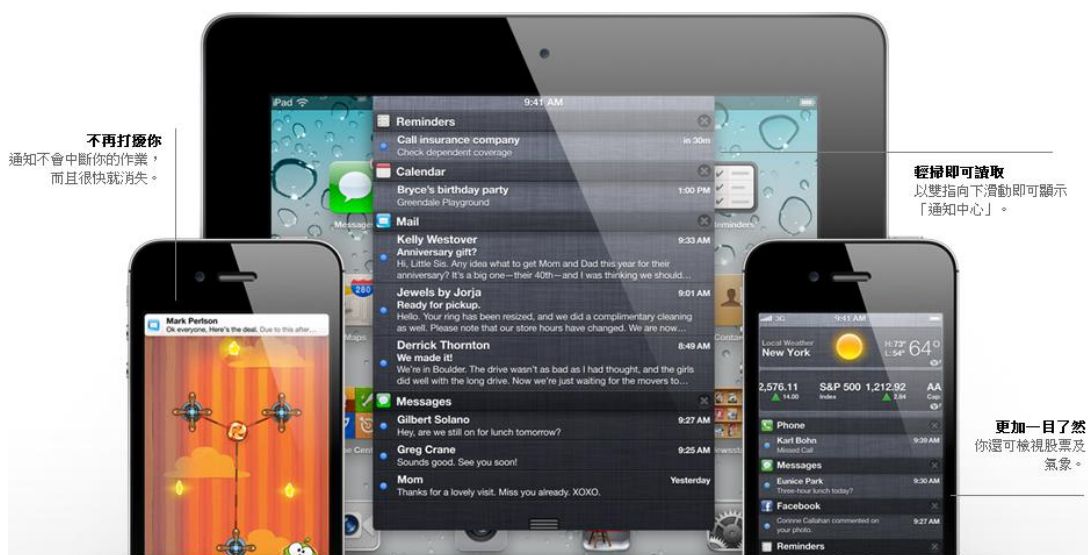 不再打擾你
通知不會中斷你的作業，
而且很快就消失。
輕掃即可讀取
以雙指向下滑動即可顯示
「通知中心」。
更加一目了然
你還可檢視股票及
氣象。
iPad
9:41 AM
Reminders
Call insurance company
in 30m
Check dependent coverage
Calendar
Bryce's birthday party
1:00 PM
Greendale Playground
Mail
Kelly Westover
9:33 AM
Anniversary gift?
Hi, Little Sis. Any idea what to get Mom and Dad this year for their
anniversary? It's a big one—their 40th—and I was thinking we should…
Jewels by Jorja
9:01 AM
Ready for pickup.
Hello. Your ring has been resized, and we did a complimentary cleaning
as well. Please note that our store hours have changed. We are now…
Derrick Thornton
8:49 AM
We made it!
We're in Boulder. The drive wasn't as bad as I had thought, and the girls
did well with the long drive. Now we're just waiting for the movers to…
Messages
Gilbert Solano
9:27 AM
Hey, are we still on for lunch tomorrow?
Greg Crane
9:25 AM
Sounds good. See you soon!
Mom
Yesterday
Thanks for a lovely visit. Miss you already. XOXO.
Messages
Reminders
280
Maps
Mark Perlson
Ok everyone, Here's the deal. Due to this after…
3G
9:41 AM
Local Weather
New York
H:73°
L:54°
64°
2,576.11
14.00
S&P 500 1,212.92
Index
2.64
AA
Phone
Karl Bohn
9:39 AM
Missed Call
Messages
Eunice Park
9:30 AM
Three-hour lunch today?
Facebook
Corinne Callahan commented on
your photo.
9:27 AM
Reminders